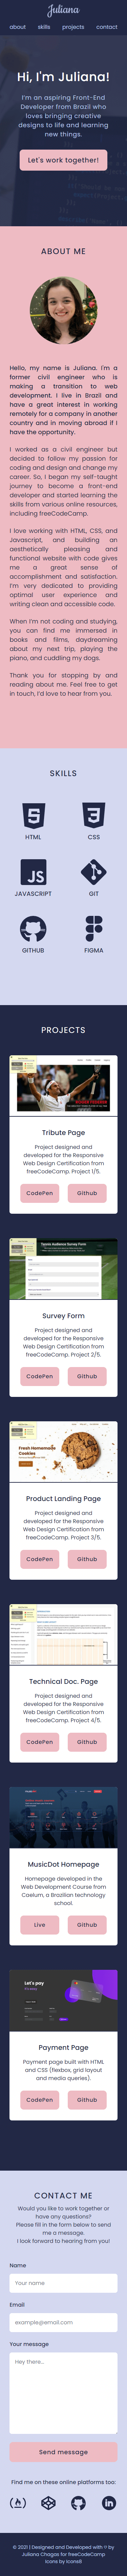 Juliana
about skills projects contact
Hi, I'm Juliana!
I'm an aspiring Front-End
Developer from Brazil who
loves bringing creative
designs to life and learning
new things.
Let's work together!
ABOUT ME
Hello, my name is Juliana. I'm a
former civil engineer who is
making a transition to web
development. I live in Brazil and
have a great interest in working
remotely for a company in another
country and in moving abroad if I
have the opportunity.
I worked as a civil engineer but
decided to follow my passion for
coding and design and change my
career. So, I began my self-taught
journey to become a front-end
developer and started learning the
skills from various online resources,
including freeCodeCamp.
I love working with HTML, CSS, and
Javascript, and building an
aesthetically pleasing and
functional website with code gives
me a great sense of
accomplishment and satisfaction.
I'm very dedicated to providing
optimal user experience and
writing clean and accessible code.
When I'm not coding and studying,
you can find me immersed in
books and films, daydreaming
about my next trip, playing the
piano, and cuddling my dogs.
Thank you for stopping by and
reading about me. Feel free to get
in touch, I'd love to hear from you.
SKILLS
HTML CSS
JAVASCRIPT GIT
GITHUB FIGMA
PROJECTS
Tribute Page
Project designed and
developed for the Responsive
Web Design Certification from
freeCodeCamp. Project 1/5.
CodePen Github
Survey Form
Project designed and
developed for the Responsive
Web Design Certification from
freeCodeCamp. Project 2/5.
CodePen Github
Fresh Homemade
Cookies
Product Landing Page
Project designed and
developed for the Responsive
Web Design Certification from
freeCodeCamp. Project 3/5.
CodePen Github
Technical Doc. Page
Project designed and
developed for the Responsive
Web Design Certification from
freeCodeCamp. Project 4/5.
CodePen Github
MusicDot Homepage
Homepage developed in the
Web Development Course from
Caelum, a Brazilian technology
school.
Live Github
Let's pay
Payment Page
Payment page built with HTML
and CSS (flexbox, grid layout
and media queries).
CodePen Github
CONTACT ME
Would you like to work together or
have any questions?
Please fill in the form below to send
me a message.
I look forward to hearing from you!
Name
Your name
Email
example@email.com
Your message
Hey there...
Send message
Find me on these online platforms too:
© 2021 | Designed and Developed with ♡ by
Juliana Chagas for freeCodeCamp
Icons by Icons8